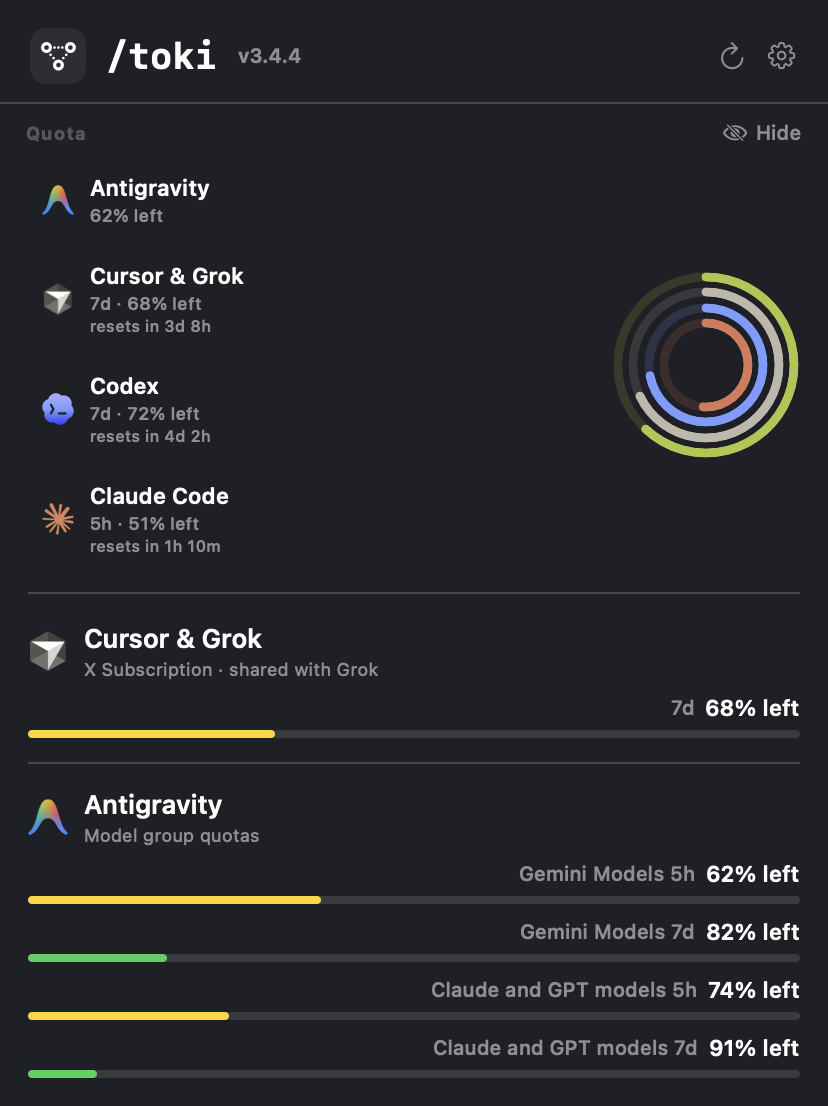 /toki v3.4.4
Quota
Hide
Antigravity
62% left
Cursor & Grok
7d · 68% left
resets in 3d 8h
Codex
7d · 72% left
resets in 4d 2h
Claude Code
5h · 51% left
resets in 1h 10m
Cursor & Grok
X Subscription · shared with Grok
7d 68% left
Antigravity
Model group quotas
Gemini Models 5h 62% left
Gemini Models 7d 82% left
Claude and GPT models 5h 74% left
Claude and GPT models 7d 91% left